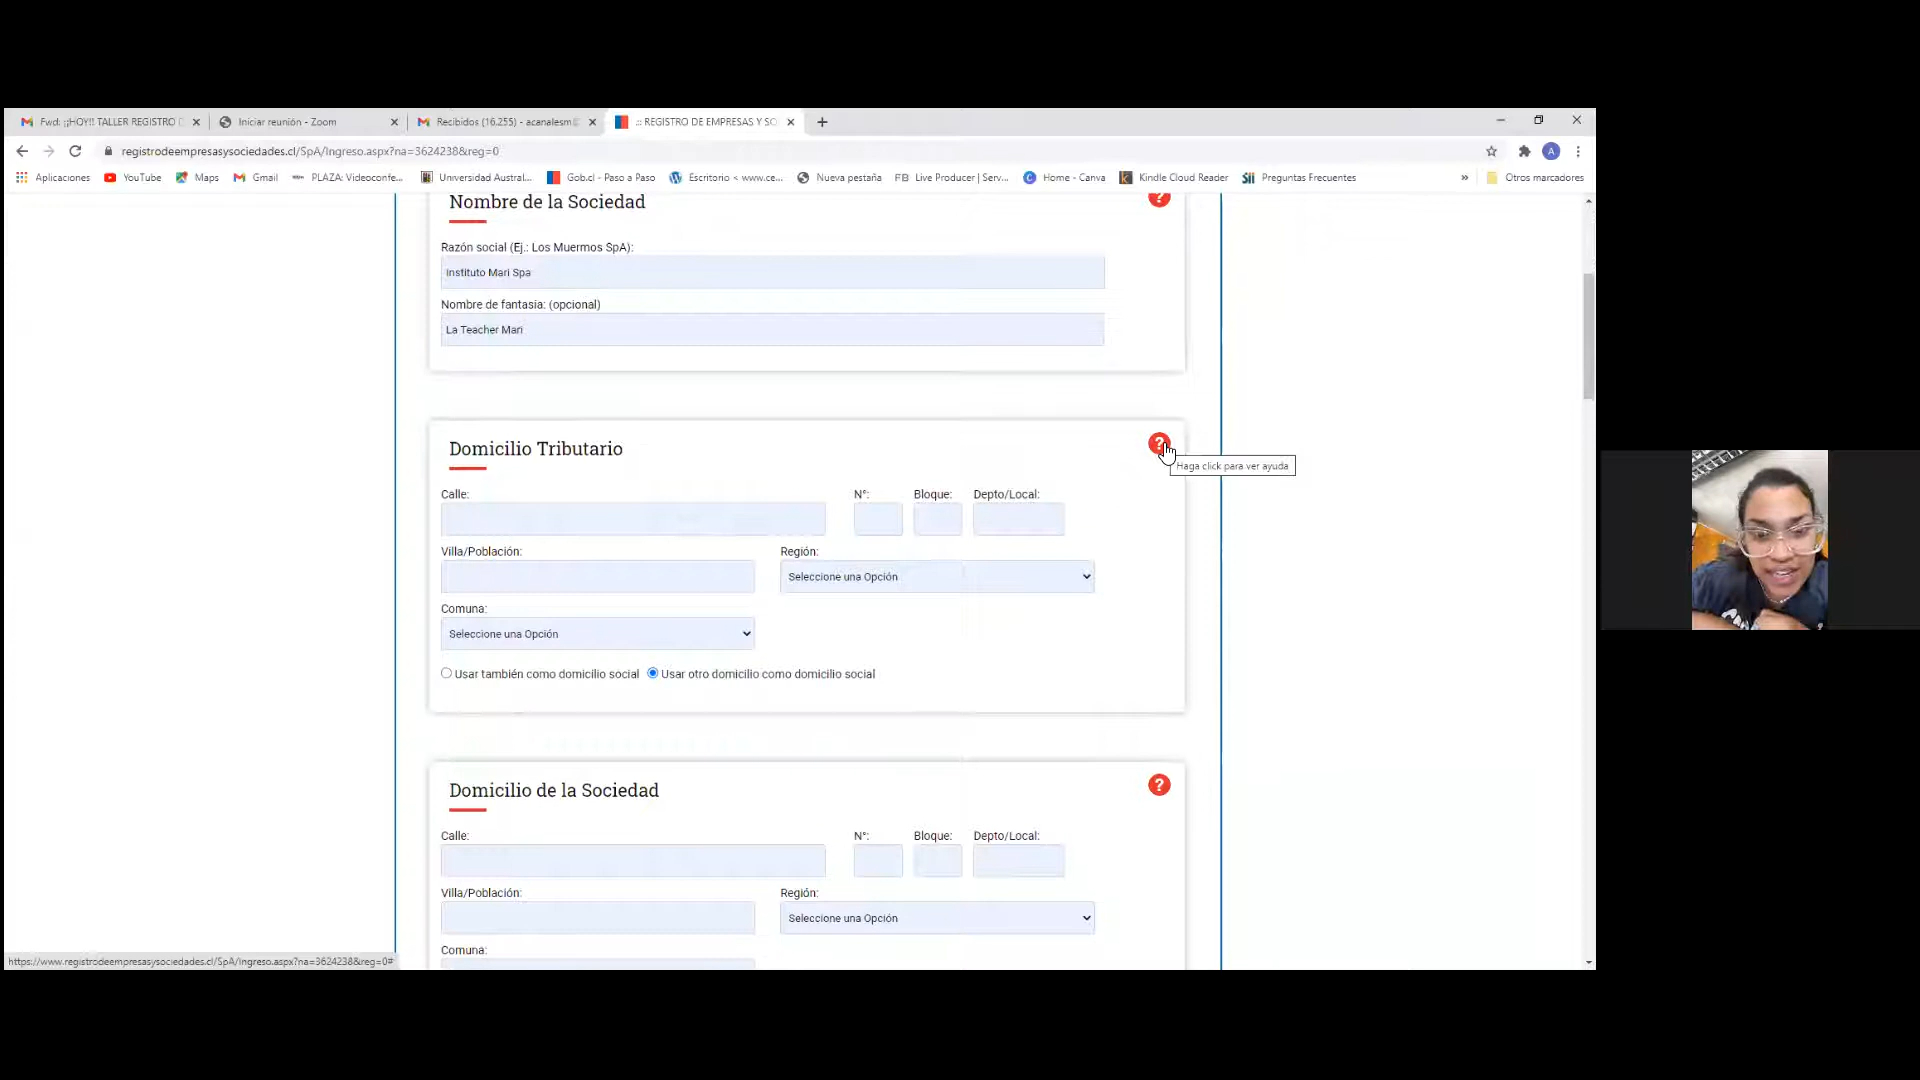 Fwd: ¡¡HOY!! TALLER REGISTRO D
Iniciar reunión - Zoom
Recibidos (16.255) - acanalesm@
.:: REGISTRO DE EMPRESAS Y SO
registrodeempresasysociedades.cl/SpA/Ingreso.aspx?na=3624238&reg=0
A
Aplicaciones
YouTube
Maps
Gmail
PLAZA: Videoconfe...
Universidad Austral...
Gob.cl - Paso a Paso
Escritorio < www.ce...
Nueva pestaña
FB Live Producer | Serv...
Home - Canva
Kindle Cloud Reader
Sii Preguntas Frecuentes
»
Otros marcadores
Nombre de la Sociedad
?
Razón social (Ej.: Los Muermos SpA):
Instituto Mari Spa
Nombre de fantasia: (opcional)
La Teacher Mari
Domicilio Tributario
?
Haga click para ver ayuda
Calle: N°: Bloque: Depto/Local:
Villa/Población: Región:
Seleccione una Opción
Comuna:
Seleccione una Opción
Usar también como domicilio social Usar otro domicilio como domicilio social
Domicilio de la Sociedad
?
Calle: N°: Bloque: Depto/Local:
Villa/Población: Región:
Seleccione una Opción
Comuna:
https://www.registrodeempresasysociedades.cl/SpA/Ingreso.aspx?na=3624238&reg=0#